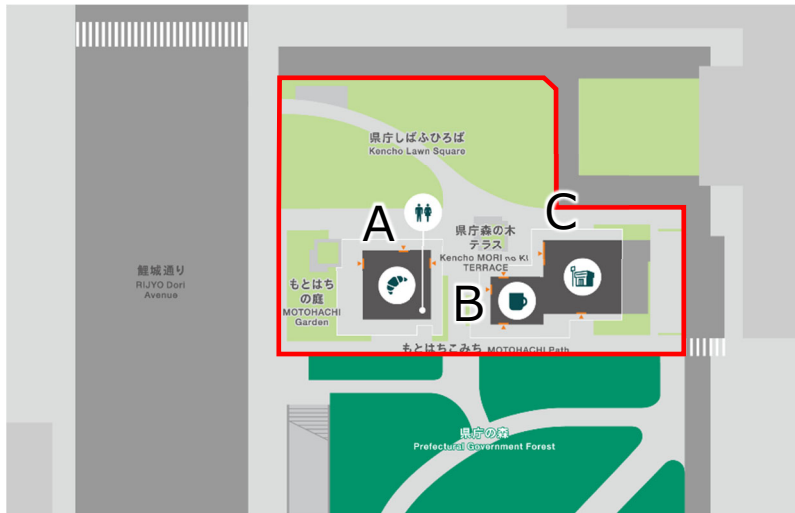 県庁しばふひろば
Kencho Lawn Square
A
C
県庁森の木
テラス
Kencho MORI no KI
TERRACE
鯉城通り
RIJYO Dori
Avenue
もとはち
の庭
MOTOHACHI
Garden
B
もとはちこみち MOTOHACHI Path
県庁の森
Prefectural Government Forest